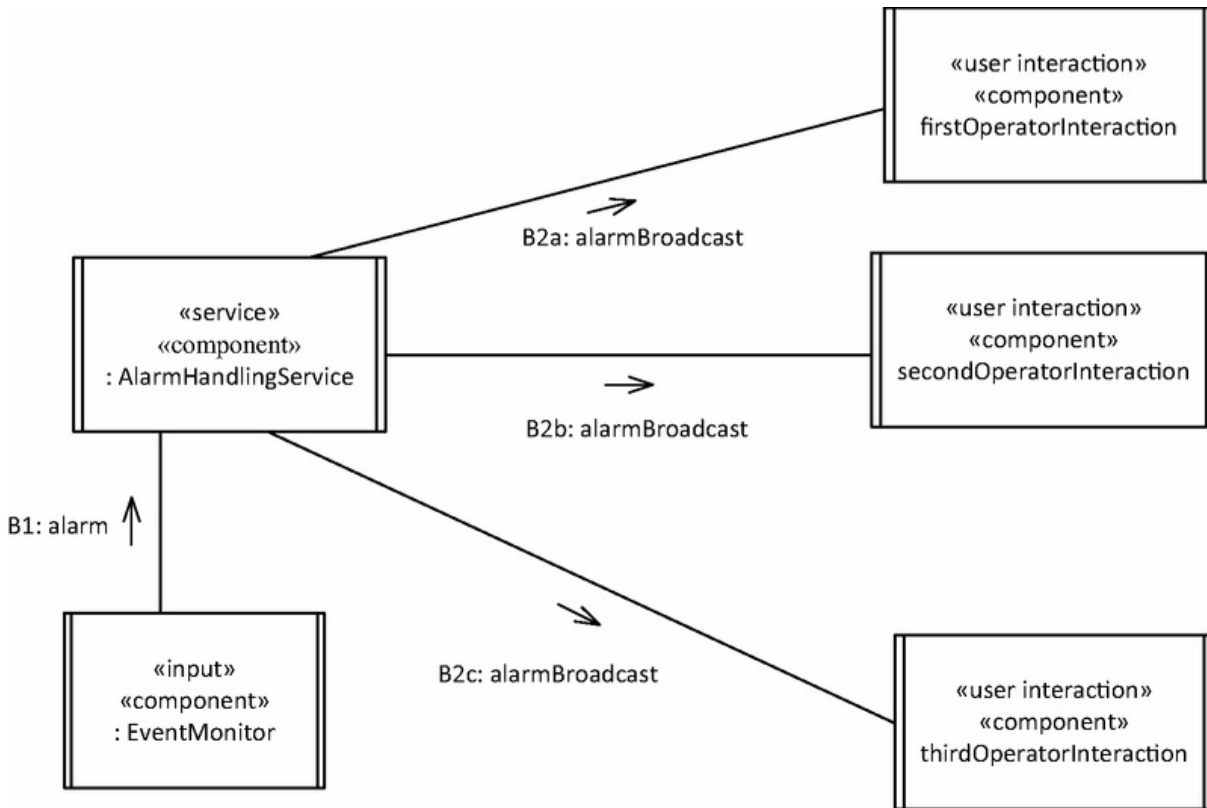 «user interaction»
«component»
firstOperatorInteraction
B2a: alarmBroadcast
«service»
«component»
: AlarmHandlingService
«user interaction»
«component»
secondOperatorInteraction
B2b: alarmBroadcast
B1: alarm
«input»
«component»
: EventMonitor
B2c: alarmBroadcast
«user interaction»
«component»
thirdOperatorInteraction